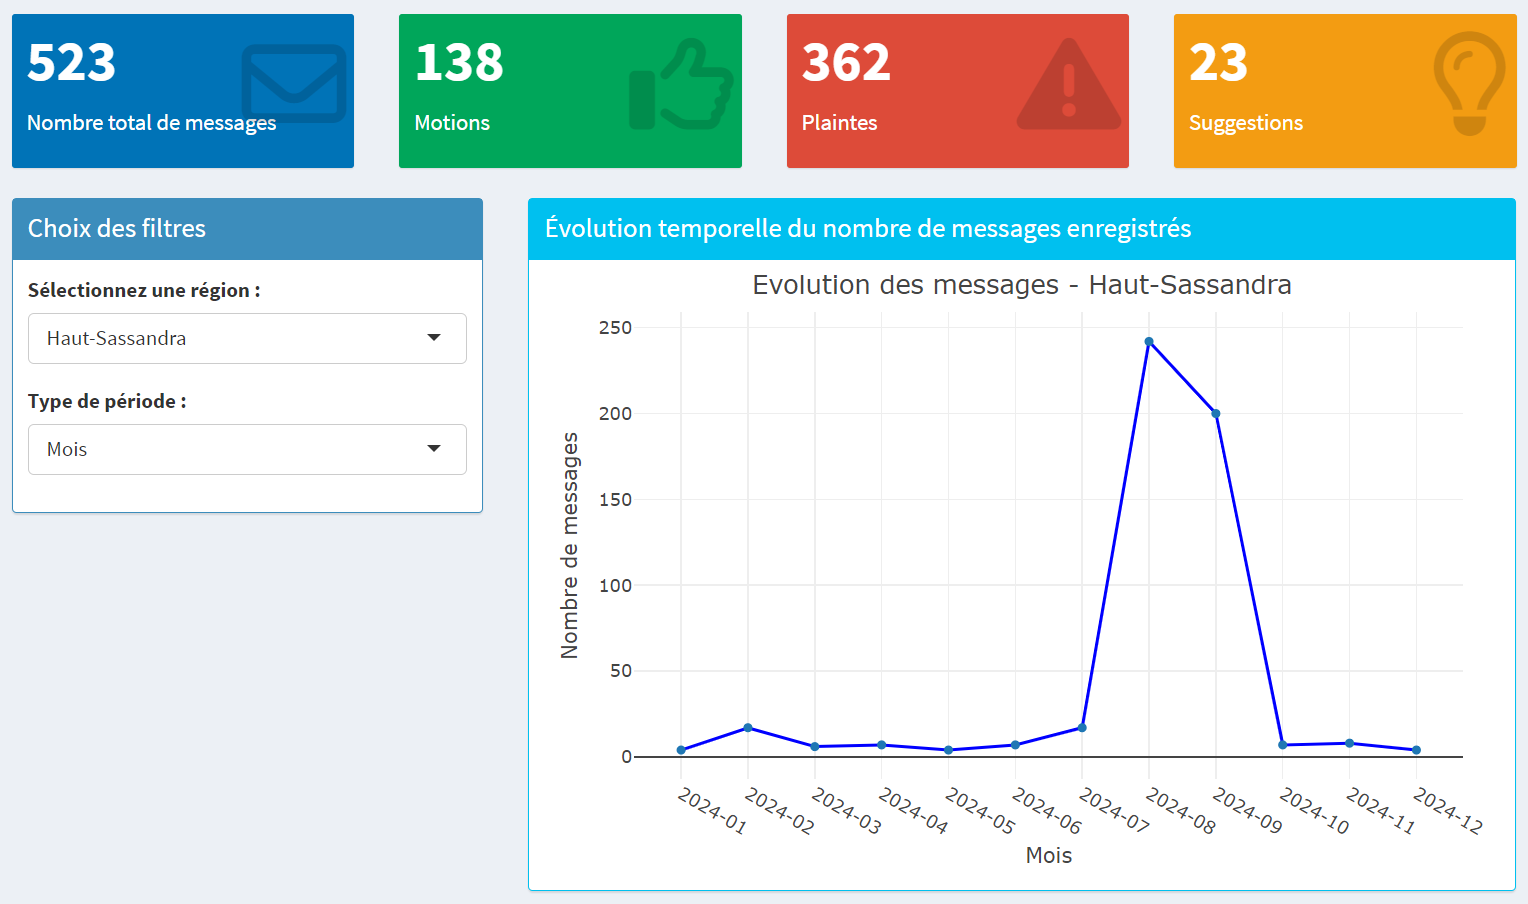 523
Nombre total de messages
138
Motions
362
Plaintes
23
Suggestions
Choix des filtres
Sélectionnez une région :
Haut-Sassandra
Type de période :
Mois
Évolution temporelle du nombre de messages enregistrés
Evolution des messages - Haut-Sassandra
Nombre de messages
250
200
150
100
50
0
2024-01
2024-02
2024-03
2024-04
2024-05
2024-06
2024-07
2024-08
2024-09
2024-10
2024-11
2024-12
Mois